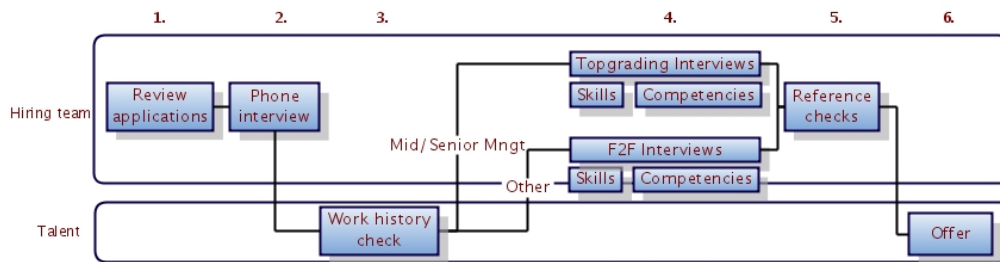 1. 2. 3. 4. 5. 6.
Hiring team
Review
applications
Phone
interview
Mid/Senior Mngt
Other
Topgrading Interviews
Skills Competencies
F2F Interviews
Skills Competencies
Reference
checks
Talent
Work history
check
Offer